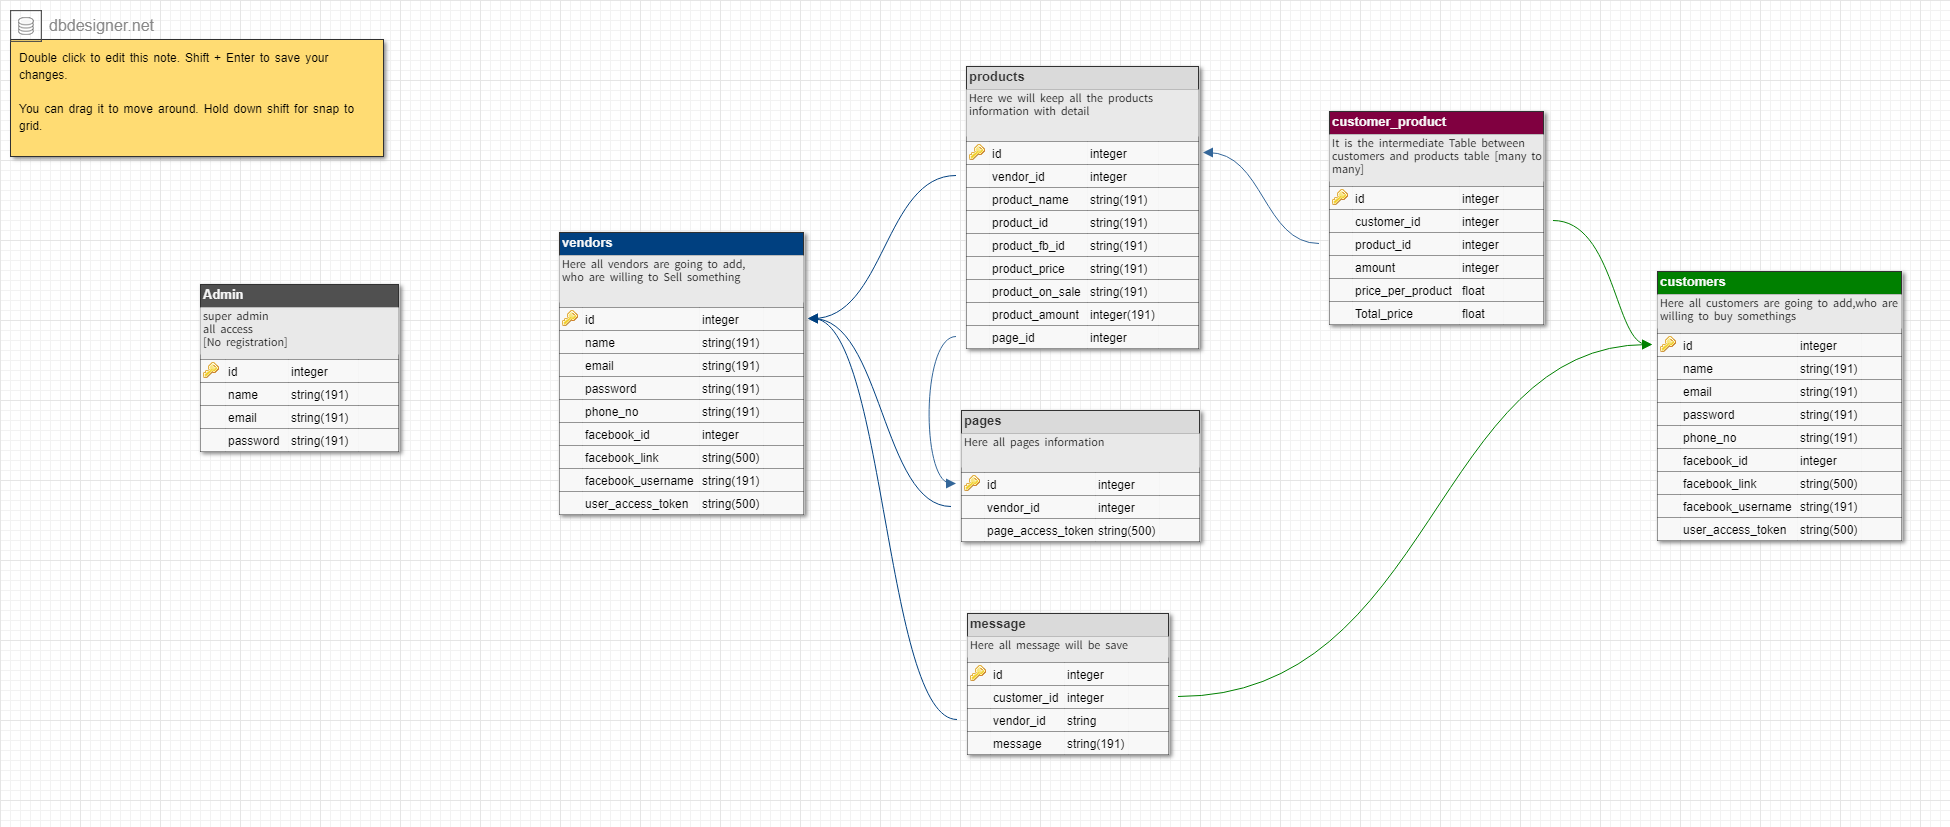 dbdesigner.net
Double click to edit this note. Shift + Enter to save your
changes.
You can drag it to move around. Hold down shift for snap to
grid.
Admin
super admin
all access
[No registration]
id integer
name string(191)
email string(191)
password string(191)
vendors
Here all vendors are going to add,
who are willing to Sell something
id integer
name string(191)
email string(191)
password string(191)
phone_no string(191)
facebook_id integer
facebook_link string(500)
facebook_username string(191)
user_access_token string(500)
products
Here we will keep all the products
information with detail
id integer
vendor_id integer
product_name string(191)
product_id string(191)
product_fb_id string(191)
product_price string(191)
product_on_sale string(191)
product_amount integer(191)
page_id integer
pages
Here all pages information
id integer
vendor_id integer
page_access_token string(500)
message
Here all message will be save
id integer
customer_id integer
vendor_id string
message string(191)
customer_product
It is the intermediate Table between
customers and products table [many to
many]
id integer
customer_id integer
product_id integer
amount integer
price_per_product float
Total_price float
customers
Here all customers are going to add,who are
willing to buy somethings
id integer
name string(191)
email string(191)
password string(191)
phone_no string(191)
facebook_id integer
facebook_link string(500)
facebook_username string(191)
user_access_token string(500)